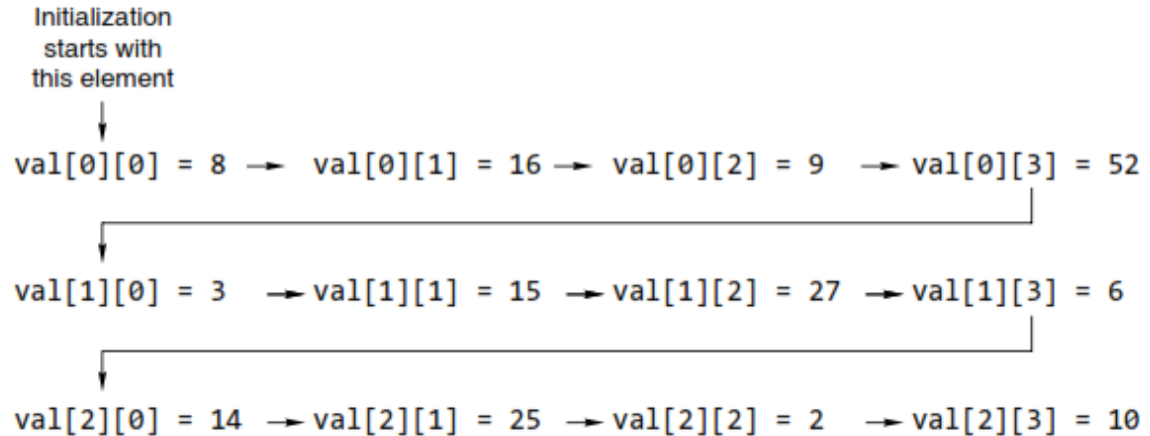 Initialization
starts with
this element
val[0][0] = 8 → val[0][1] = 16 → val[0][2] = 9 → val[0][3] = 52
val[1][0] = 3 → val[1][1] = 15 → val[1][2] = 27 → val[1][3] = 6
val[2][0] = 14 → val[2][1] = 25 → val[2][2] = 2 → val[2][3] = 10